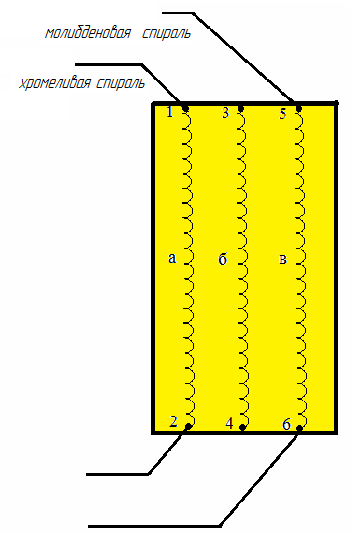 молибденовая спираль
хромеливая спираль
1 3 5
а б в
2 4 6